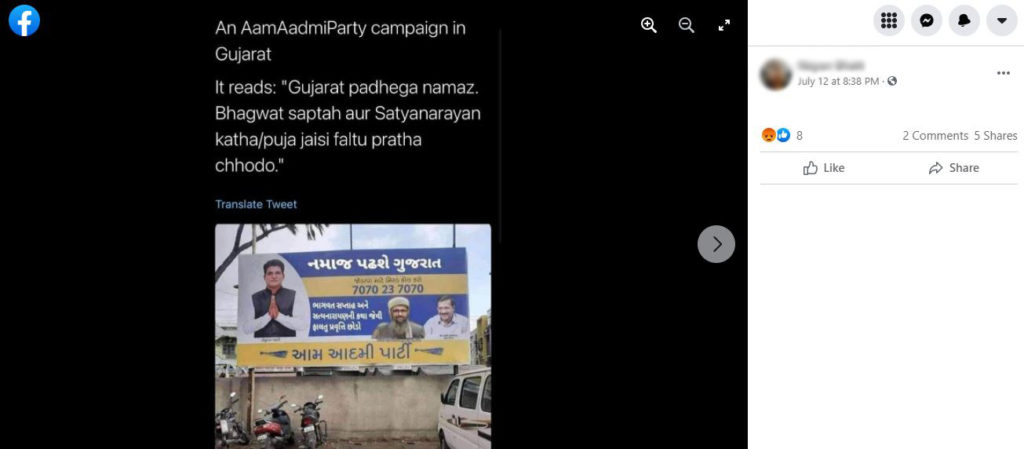 An AamAadmiParty campaign in
Gujarat
It reads: "Gujarat padhega namaz.
Bhagwat saptah aur Satyanarayan
katha/puja jaisi faltu pratha
chhodo."
Translate Tweet
નમાજ પઢશે ગુજરાત
જોડાવા માટે મિસ્ડ કોલ કરો
7070 23 7070
ભાગવત સપ્તાહ અને
સત્યનારાયણની કથા જેવી
ફાલતુ પ્રવૃત્તિ છોડો
આમ આદમી પાર્ટી
July 12 at 8:38 PM
8
2 Comments 5 Shares
Like
Share